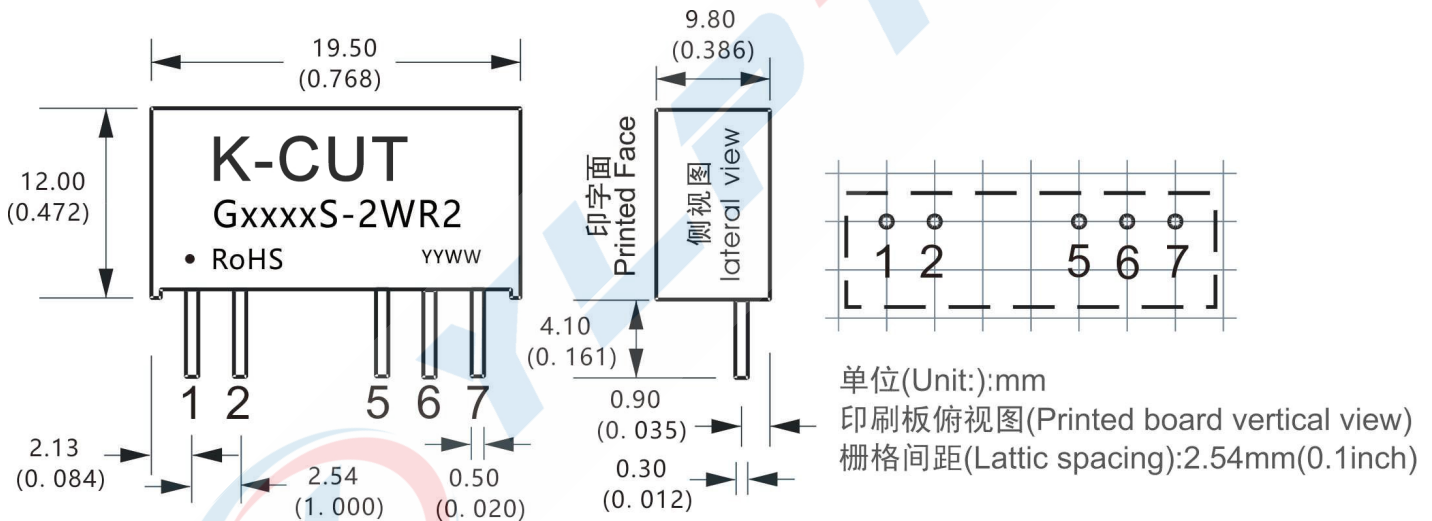 19.50
(0.768)
12.00
(0.472)
K-CUT
GxxxxS-2WR2
• RoHS YYWW
1 2 5 6 7
2.13
(0. 084)
2.54
(1. 000)
0.50
(0. 020)
9.80
(0.386)
印字面
Printed Face
侧视图
lateral view
4.10
(0. 161)
0.90
(0. 035)
0.30
(0. 012)
1 2 5 6 7
单位(Unit:):mm
印刷板俯视图(Printed board vertical view)
栅格间距(Lattic spacing):2.54mm(0.1inch)